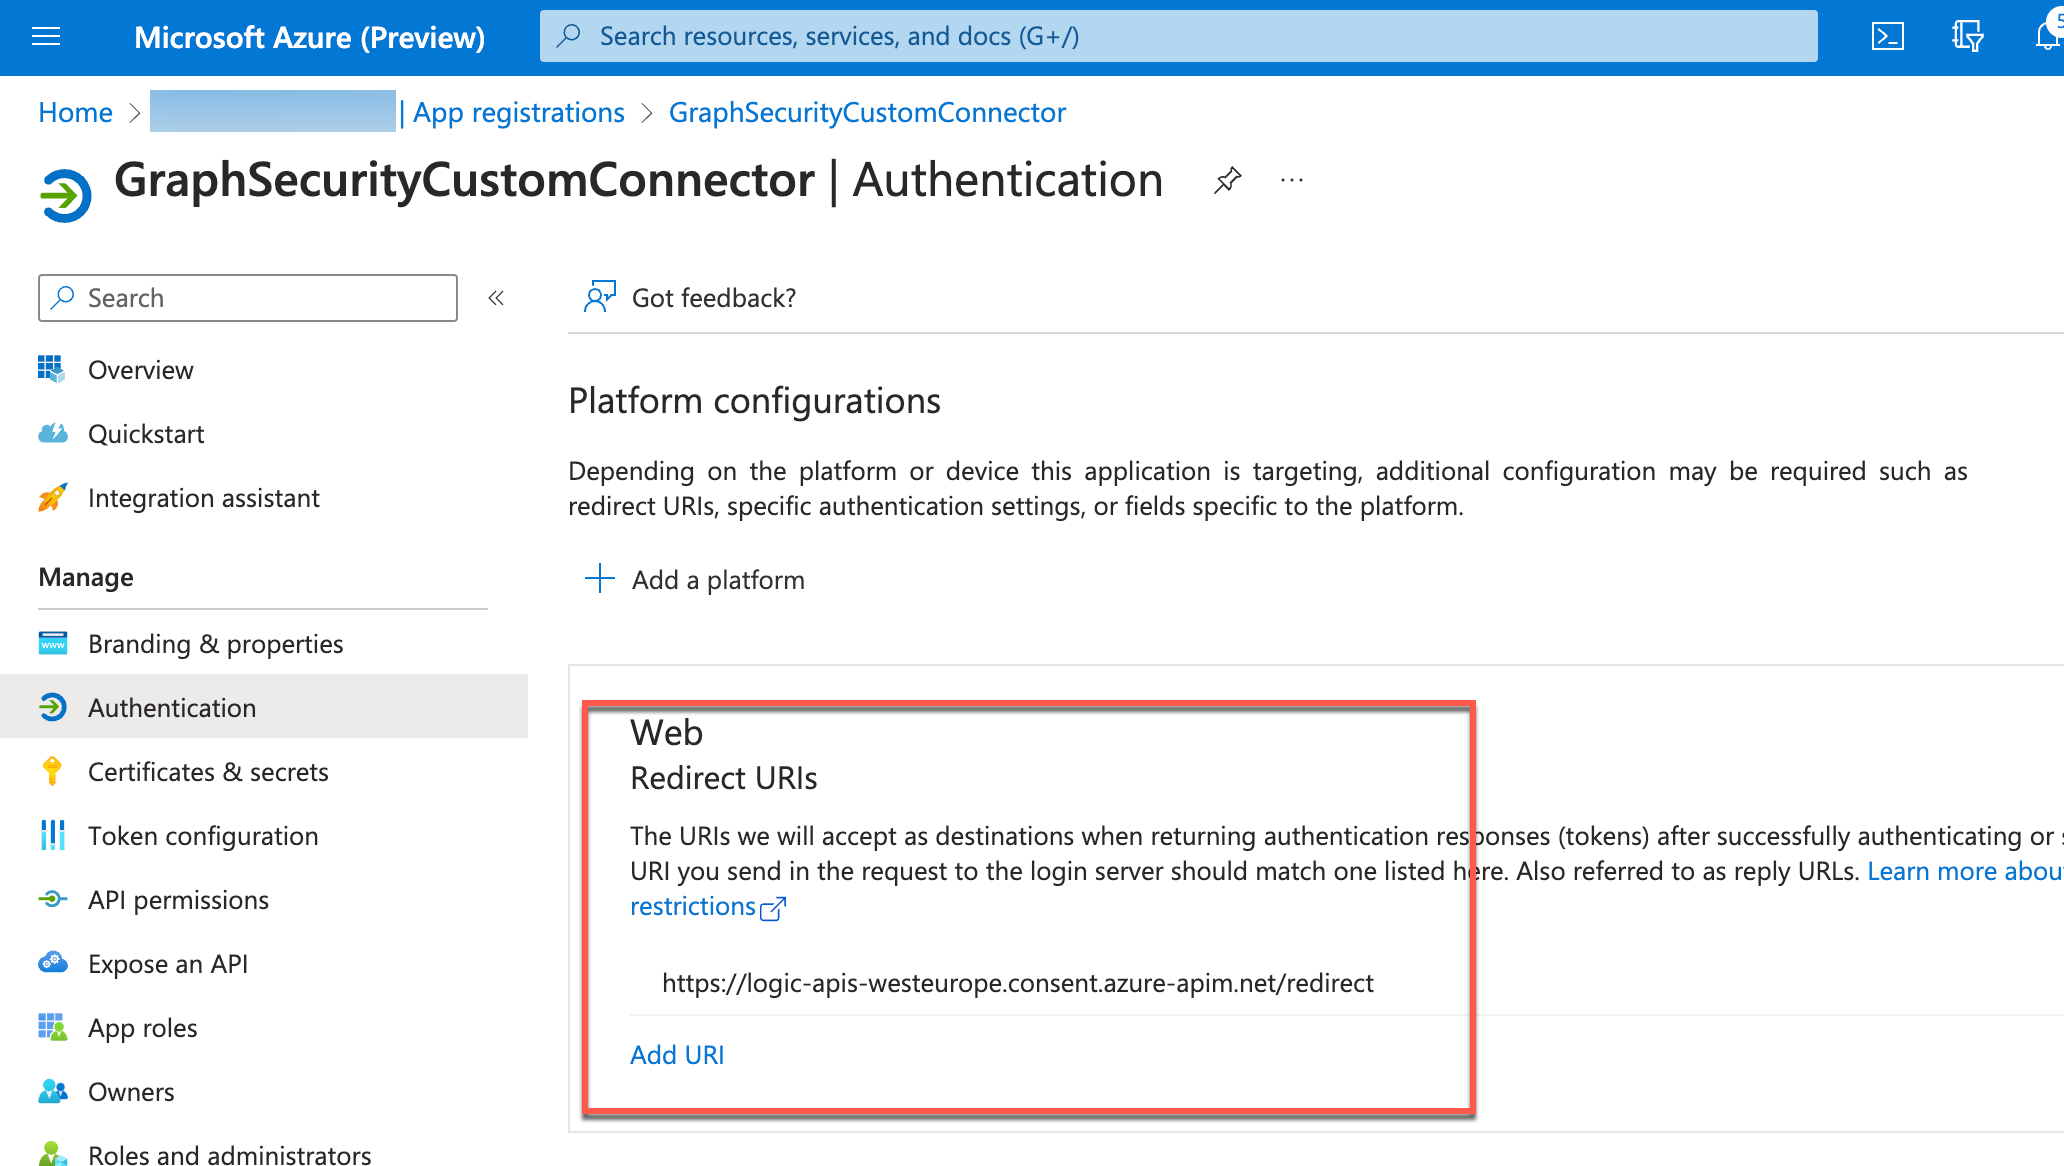 Microsoft Azure (Preview)
Search resources, services, and docs (G+/)
5
Home > | App registrations > GraphSecurityCustomConnector
GraphSecurityCustomConnector | Authentication
Search
Got feedback?
Overview
Quickstart
Integration assistant
Manage
Branding & properties
Authentication
Certificates & secrets
Token configuration
API permissions
Expose an API
App roles
Owners
Roles and administrators
Platform configurations
Depending on the platform or device this application is targeting, additional configuration may be required such as
redirect URIs, specific authentication settings, or fields specific to the platform.
Add a platform
Web
Redirect URIs
The URIs we will accept as destinations when returning authentication responses (tokens) after successfully authenticating or
URI you send in the request to the login server should match one listed here. Also referred to as reply URLs. Learn more
restrictions
https://logic-apis-westeurope.consent.azure-apim.net/redirect
Add URI